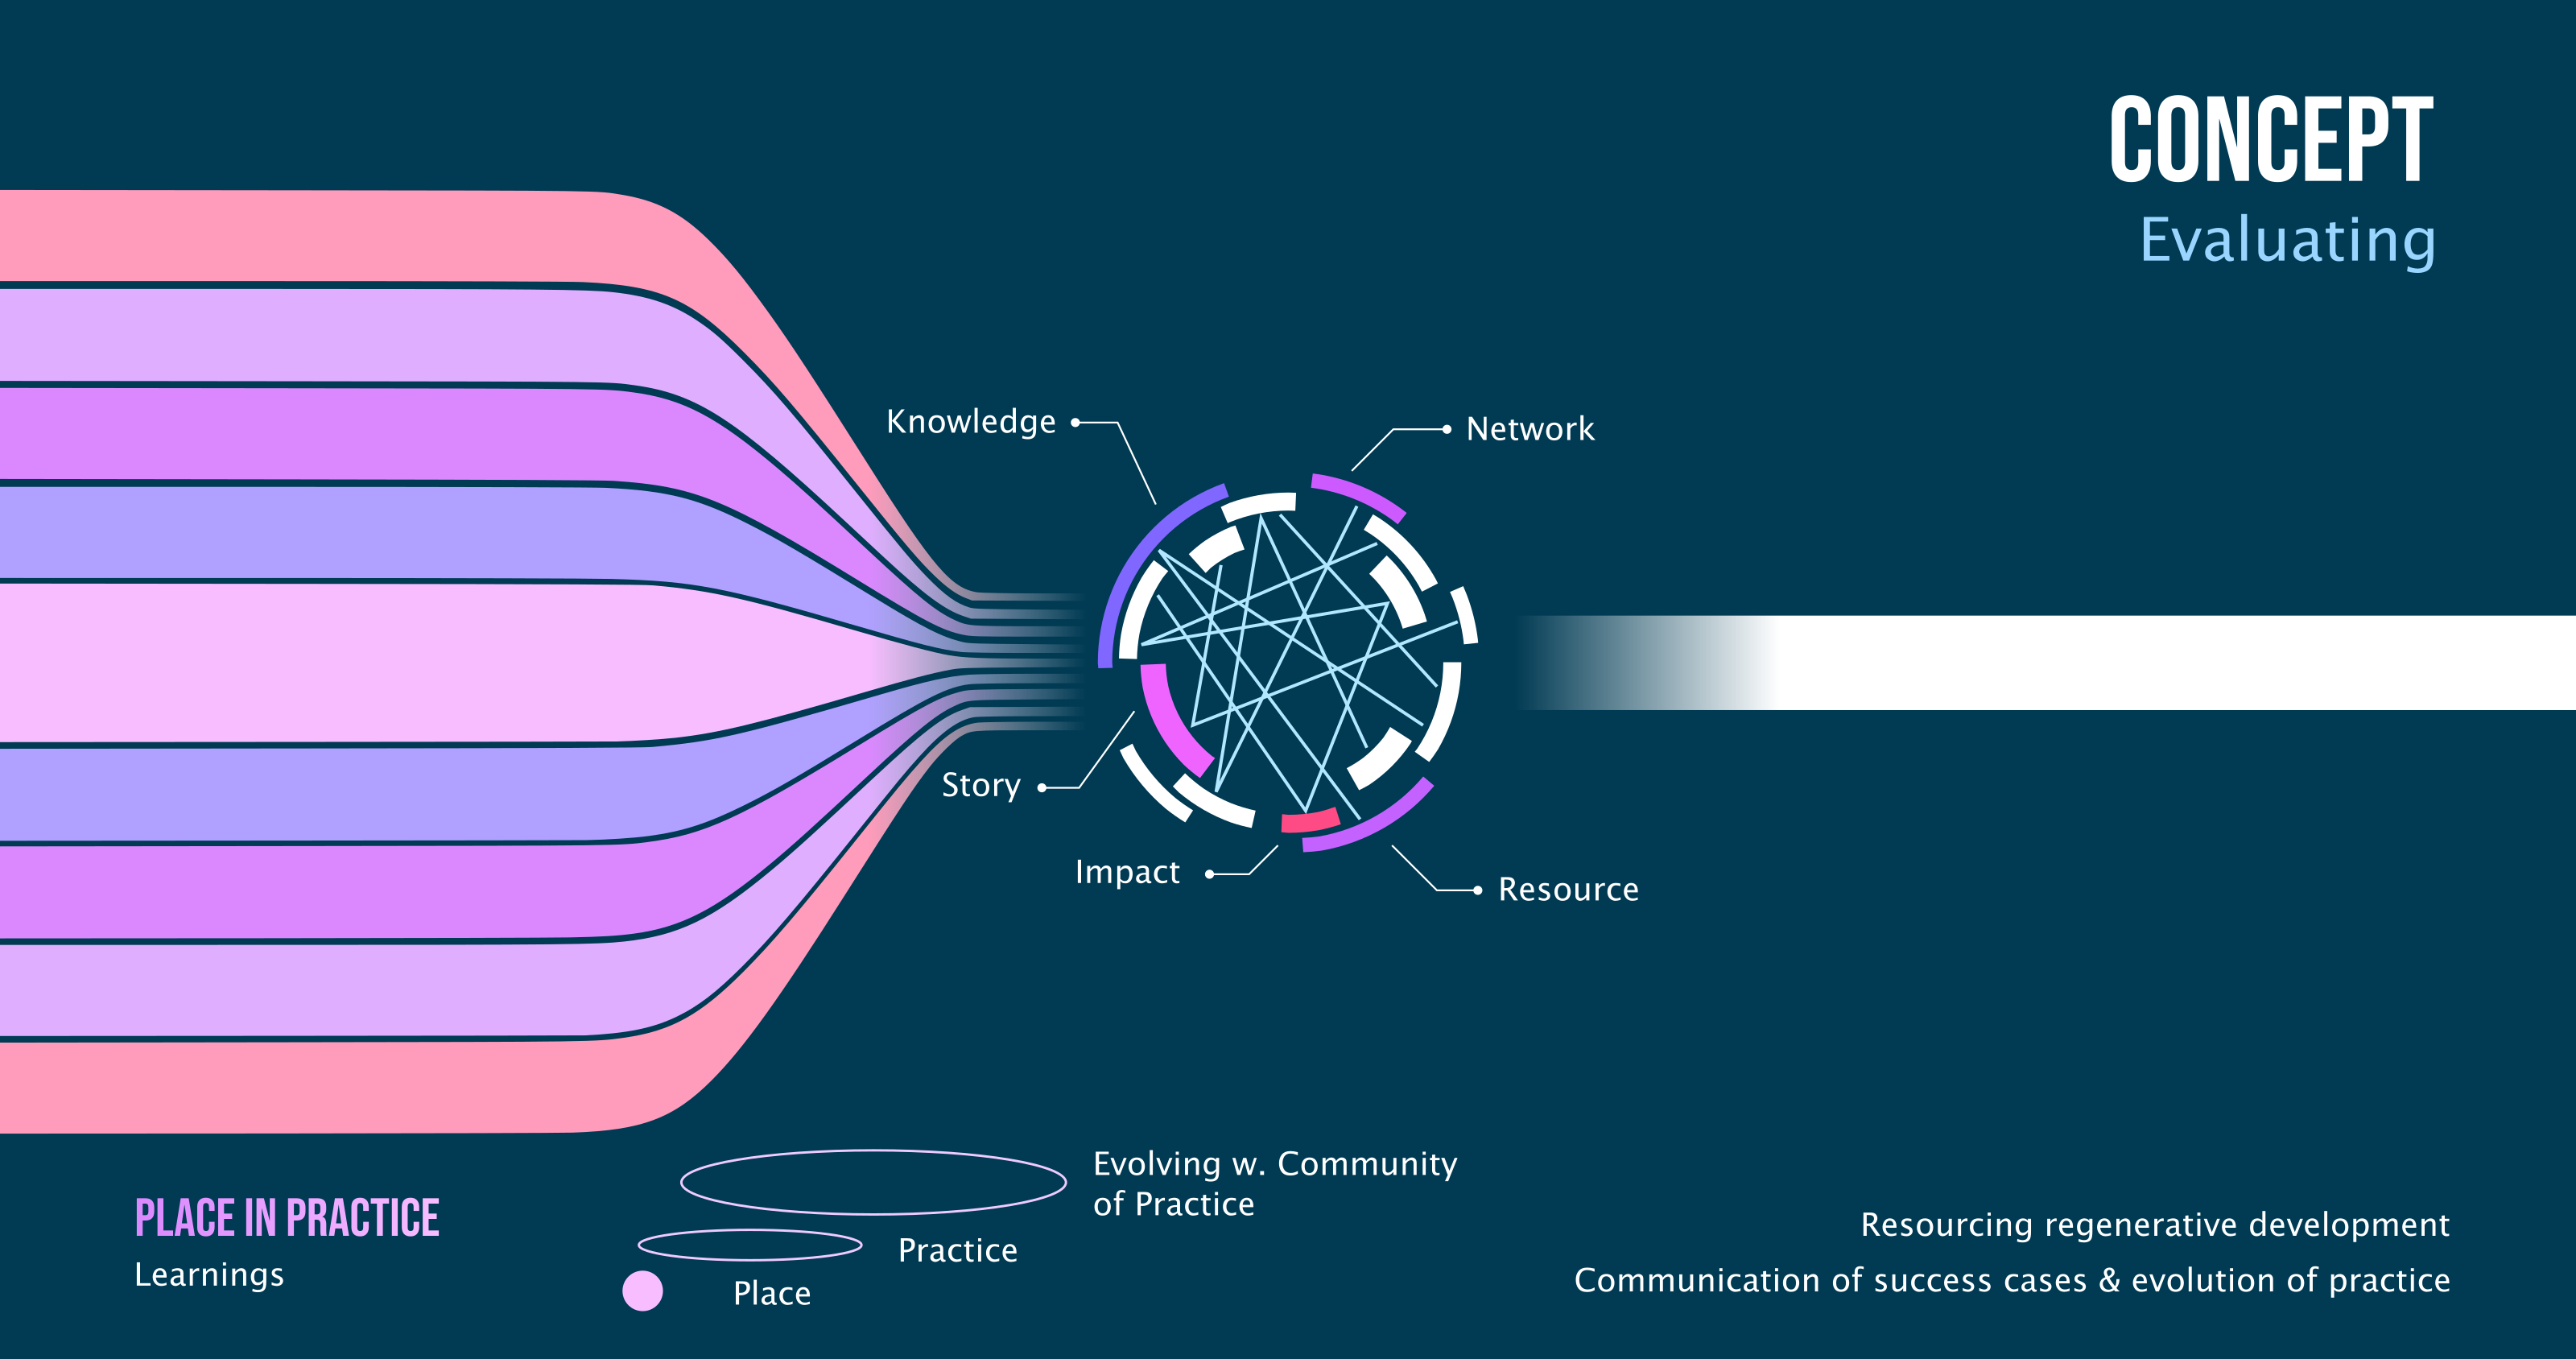 CONCEPT
Evaluating
Knowledge
Network
Story
Impact
Resource
PLACE IN PRACTICE
Learnings
Evolving w. Community
of Practice
Practice
Place
Resourcing regenerative development
Communication of success cases & evolution of practice